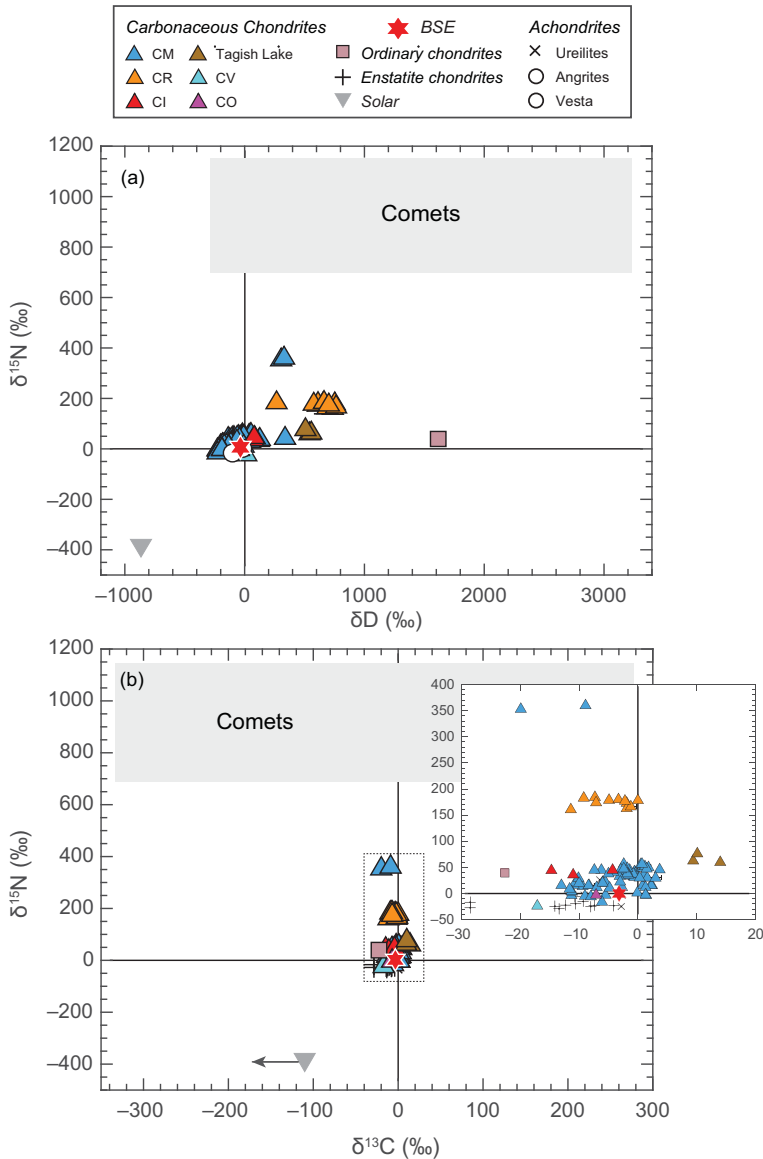 Carbonaceous Chondrites BSE Achondrites
CM Tagish Lake Ordinary chondrites Ureilites
CR CV Enstatite chondrites Angrites
CI CO Solar Vesta
1200
1000
800
600
400
200
0
−200
−400
(a)
Comets
δ15N (‰)
−1000 0 1000 2000 3000
δD (‰)
1200
1000
800
600
400
200
0
−200
−400
(b)
Comets
δ15N (‰)
400
350
300
250
200
150
100
50
0
−50
−30 −20 −10 0 10 20
−300 −200 −100 0 100 200 300
δ13C (‰)